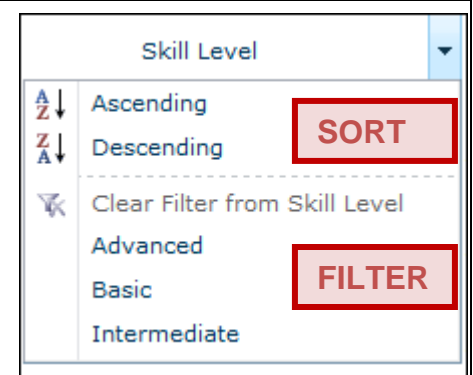 Skill Level
Ascending
SORT
Descending
Clear Filter from Skill Level
Advanced
Basic
FILTER
Intermediate